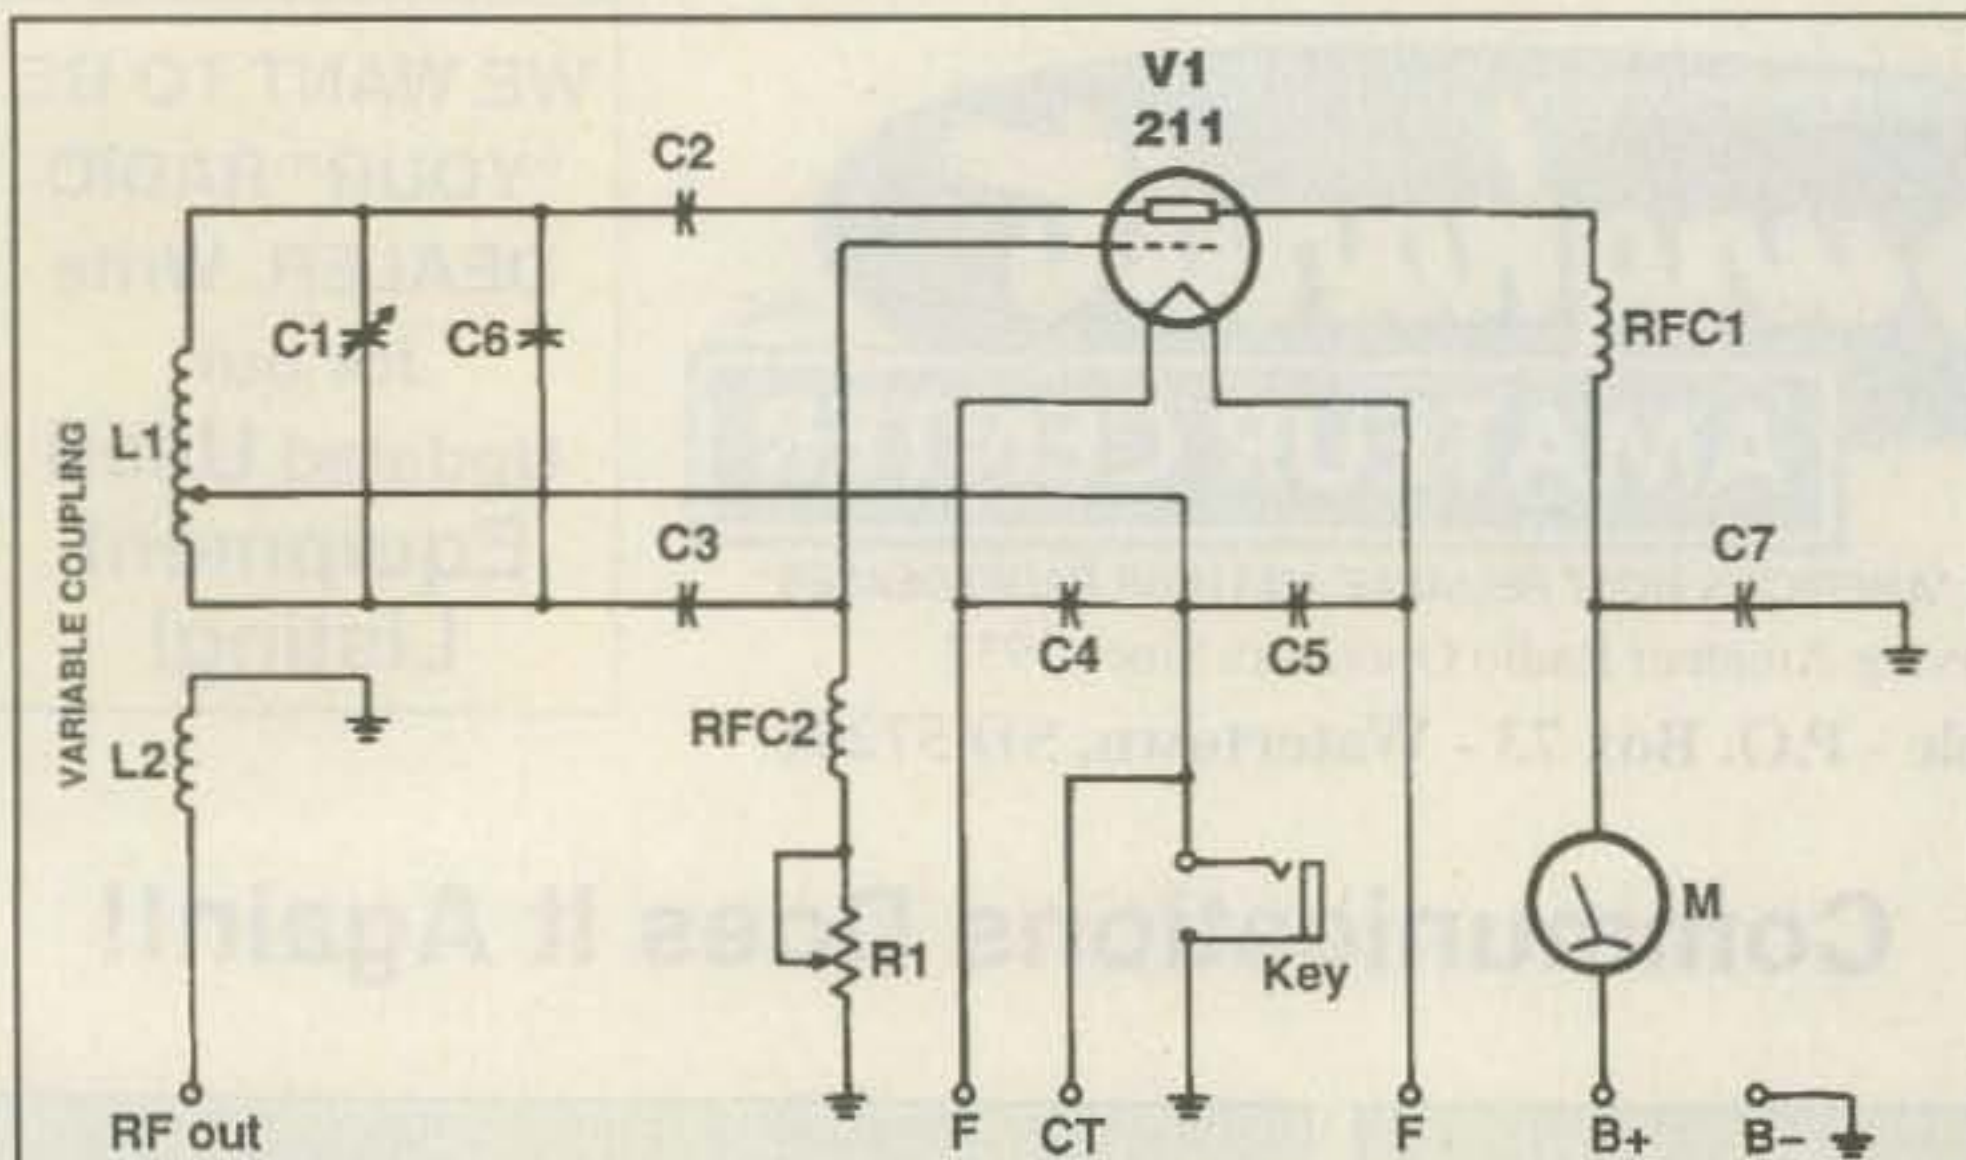 V1
211
C2
C1
C6
RFC1
L1
VARIABLE COUPLING
C3
C7
C4
C5
RFC2
L2
M
R1
Key
RF out
F
CT
F
B+
B–